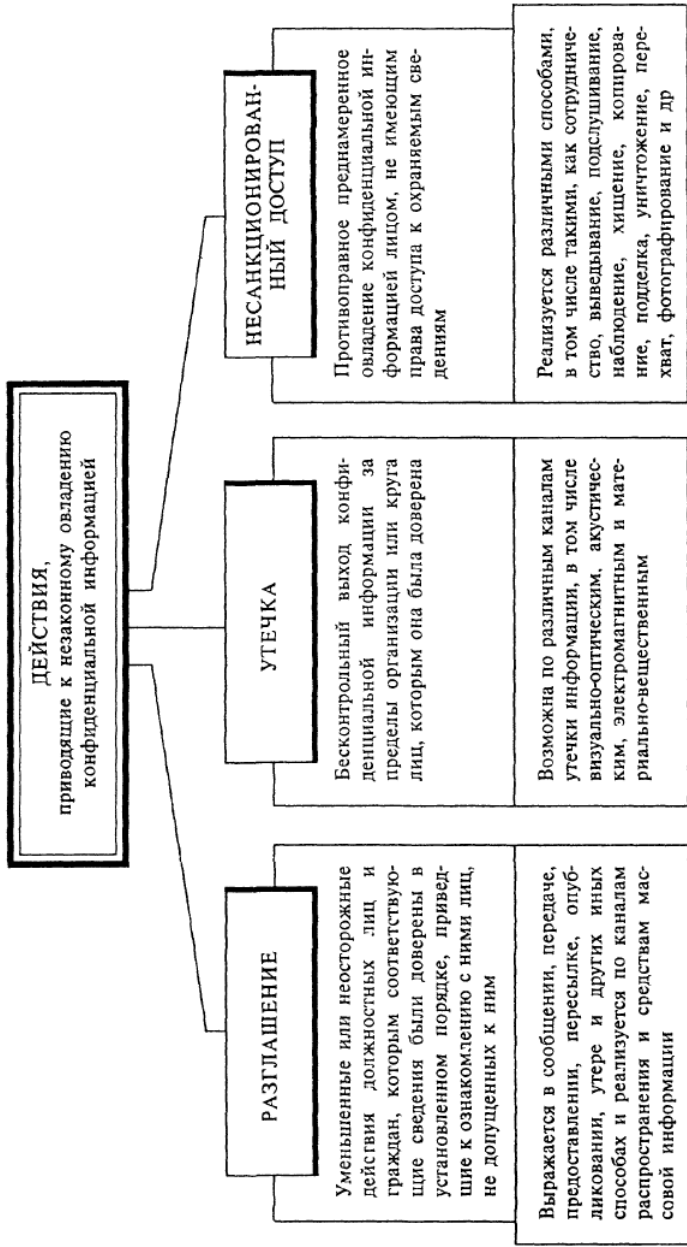 ДЕЙСТВИЯ,
приводящие к незаконному овладению
конфиденциальной информацией
РАЗГЛАШЕНИЕ
Уменьшенные или неосторожные
действия должностных лиц и
граждан, которым соответствую-
щие сведения были доверены в
установленном порядке, привед-
шие к ознакомлению с ними лиц,
не допущенных к ним
Выражается в сообщении, передаче,
предоставлении, пересылке, опуб-
ликовании, утере и других иных
способах и реализуется по каналам
распространения и средствам мас-
совой информации
УТЕЧКА
Бесконтрольный выход конфи-
денциальной информации за
пределы организации или круга
лиц, которым она была доверена
Возможна по различным каналам
утечки информации, в том числе
визуально-оптическим, акустичес-
ким, электромагнитным и мате-
риально-вещественным
НЕСАНКЦИОНИРОВАН-
НЫЙ ДОСТУП
Противоправное преднамеренное
овладение конфиденциальной ин-
формацией лицом, не имеющим
права доступа к охраняемым све-
дениям
Реализуется различными способами,
в том числе такими, как сотрудниче-
ство, выведывание, подслушивание,
наблюдение, хищение, копирова-
ние, подделка, уничтожение, пере-
хват, фотографирование и др